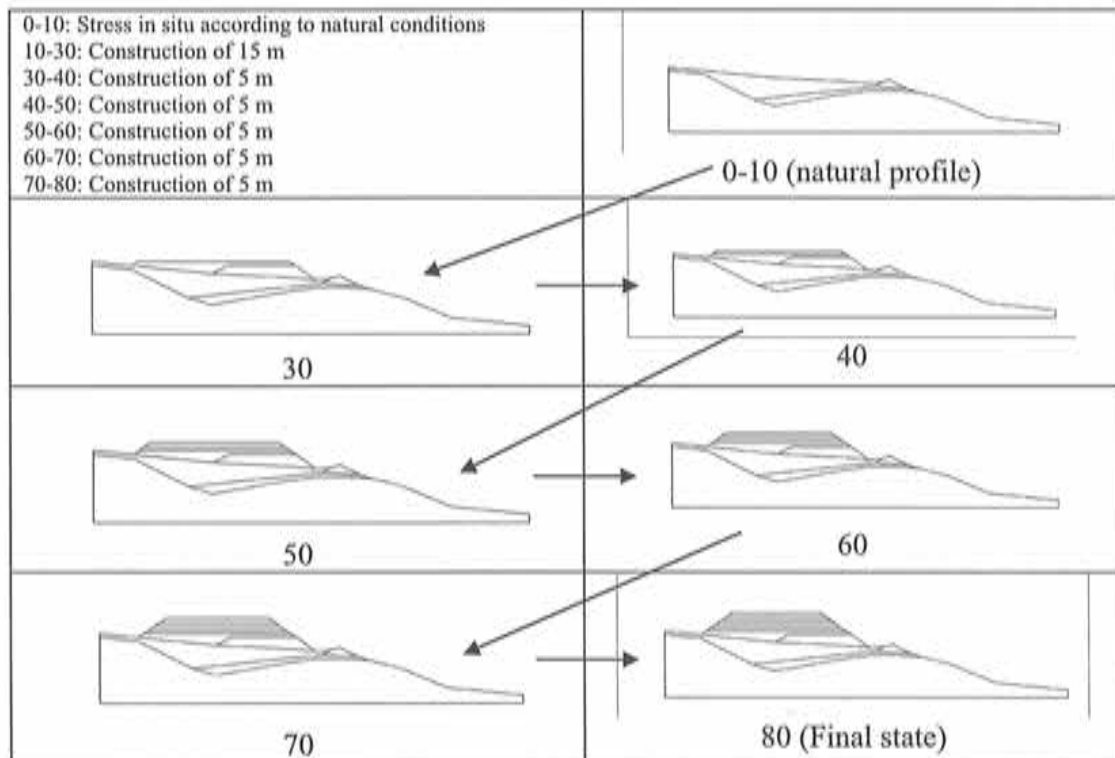 0-10: Stress in situ according to natural conditions
10-30: Construction of 15 m
30-40: Construction of 5 m
40-50: Construction of 5 m
50-60: Construction of 5 m
60-70: Construction of 5 m
70-80: Construction of 5 m
0-10 (natural profile)
30
40
50
60
70
80 (Final state)